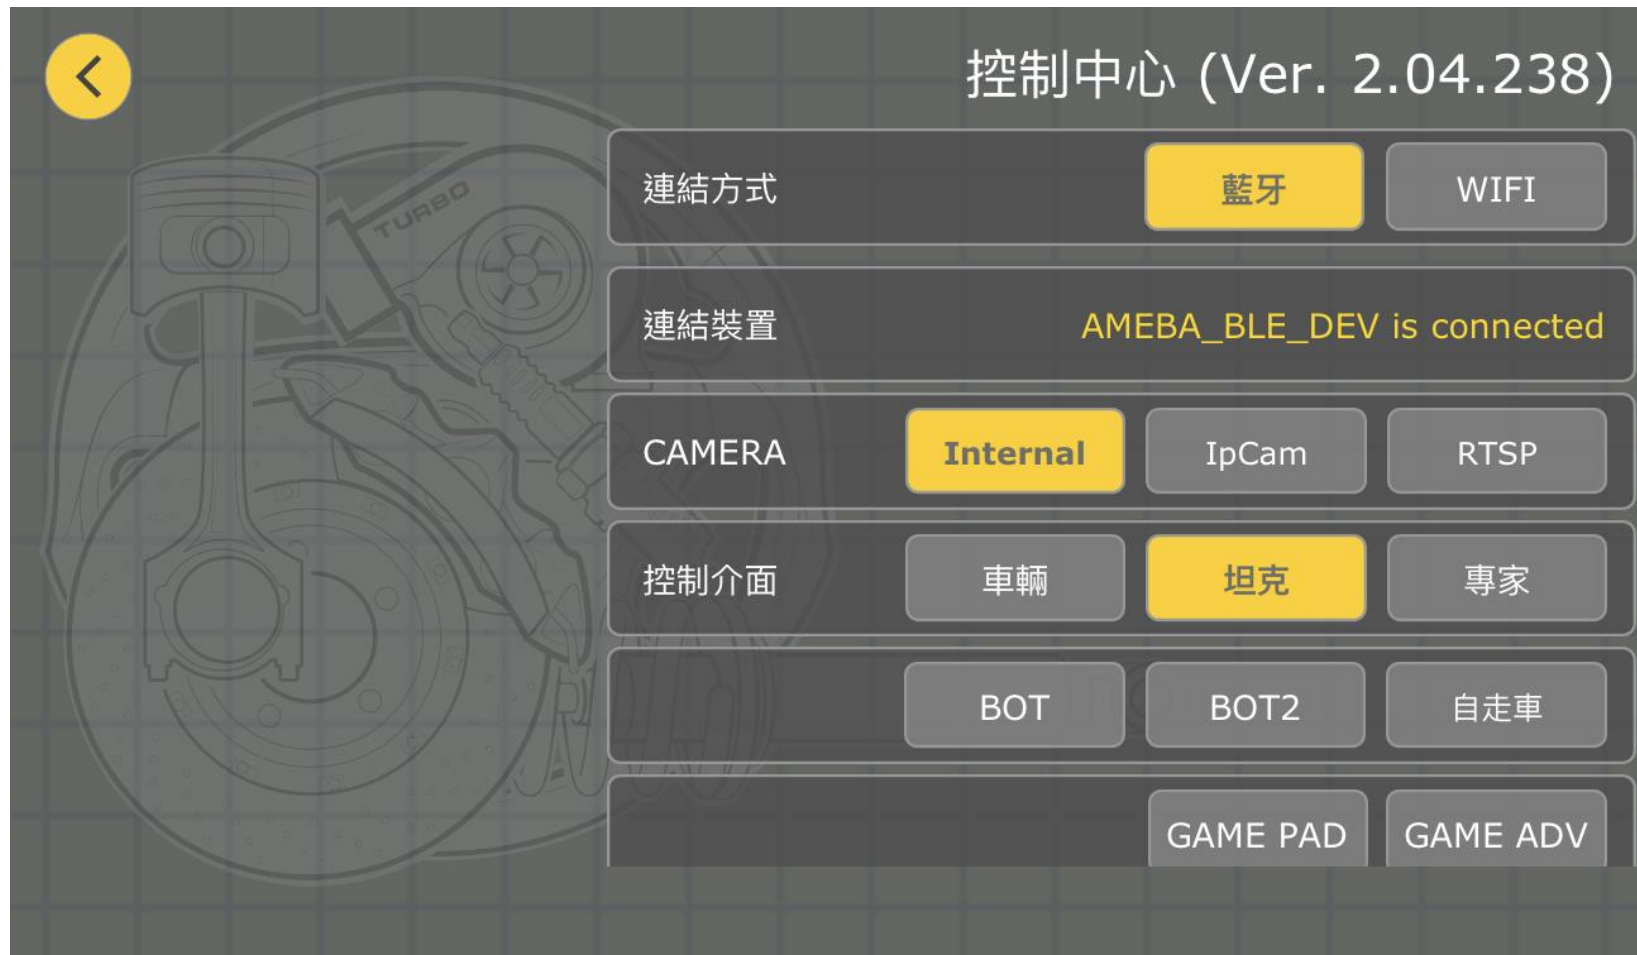 控制中心 (Ver. 2.04.238)
TURBO
連結方式 藍牙 WIFI
連結裝置 AMEBA_BLE_DEV is connected
CAMERA Internal IpCam RTSP
控制介面 車輛 坦克 專家
BOT BOT2 自走車
GAME PAD GAME ADV